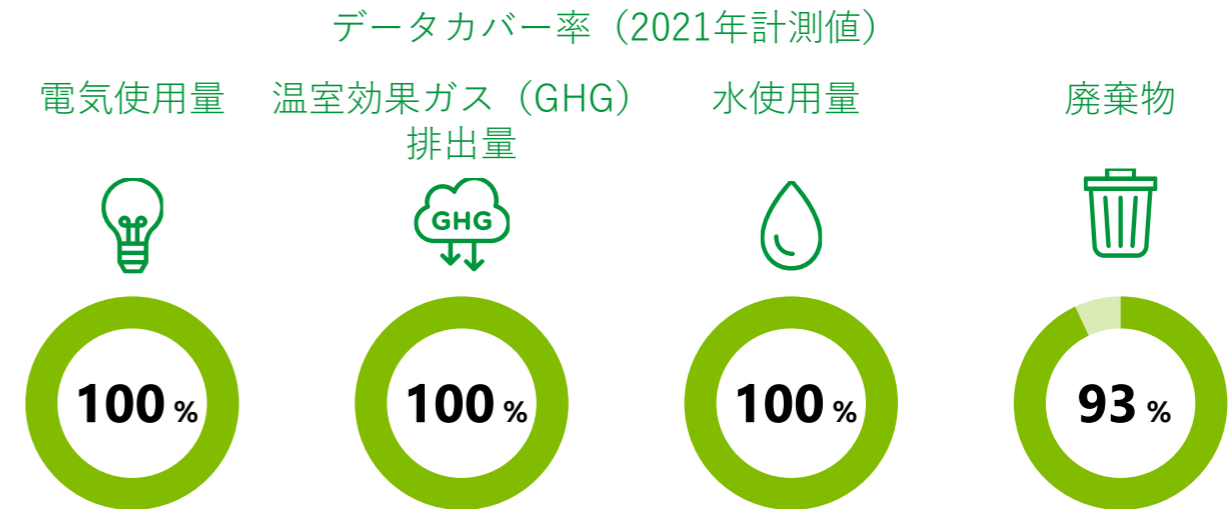 データカバー率（2021年計測値）
電気使用量
温室効果ガス（GHG）
排出量
水使用量
廃棄物
GHG
100 %
100 %
100 %
93 %